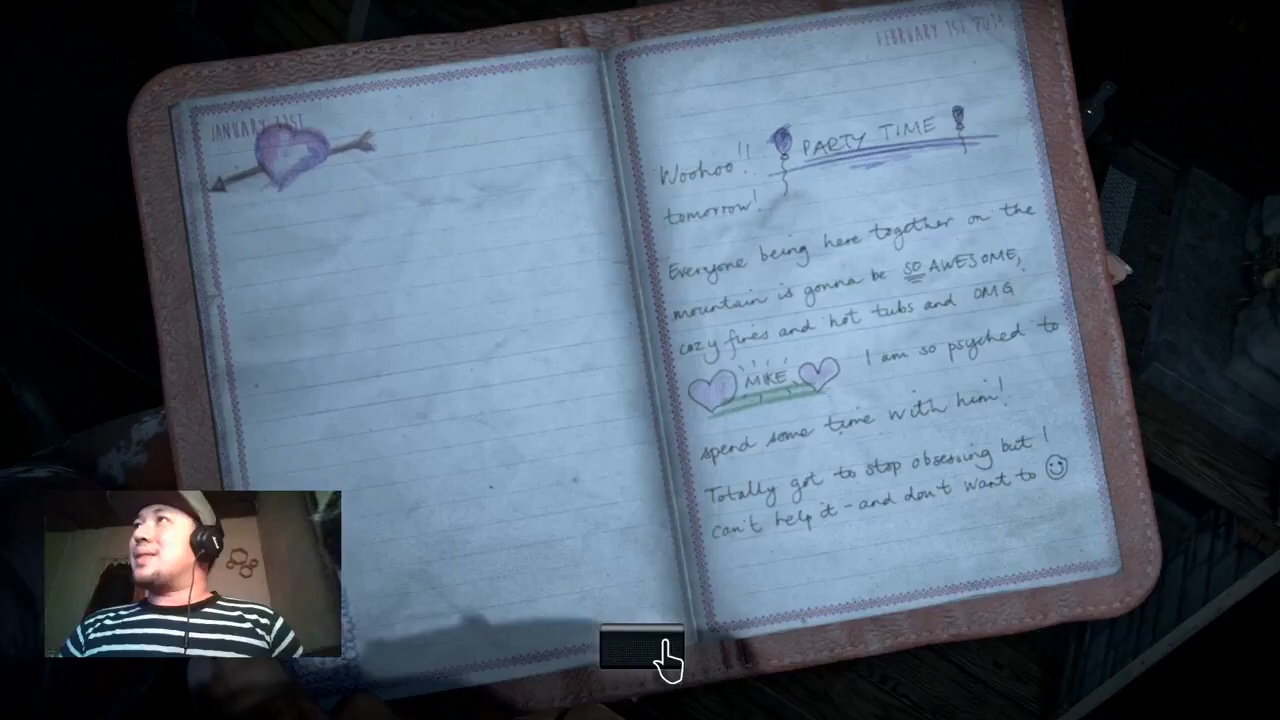 JANUARY 31ST
FEBRUARY 1ST
Woohoo!! PARTY TIME
tomorrow!
Everyone being here together on the
mountain is gonna be SO AWESOME,
cozy fires and hot tubs and OMG
MIKE I am so psyched to
spend some time with him!
Totally got to stop obsessing but I
can't help it - and don't want to